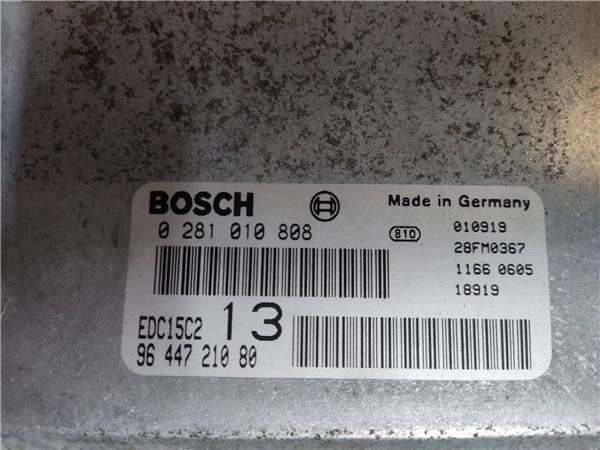 BOSCH
Made in Germany
0 281 010 808
810
010919
28FM0367
1166 0605
18919
EDC15C2 13
96 447 210 80